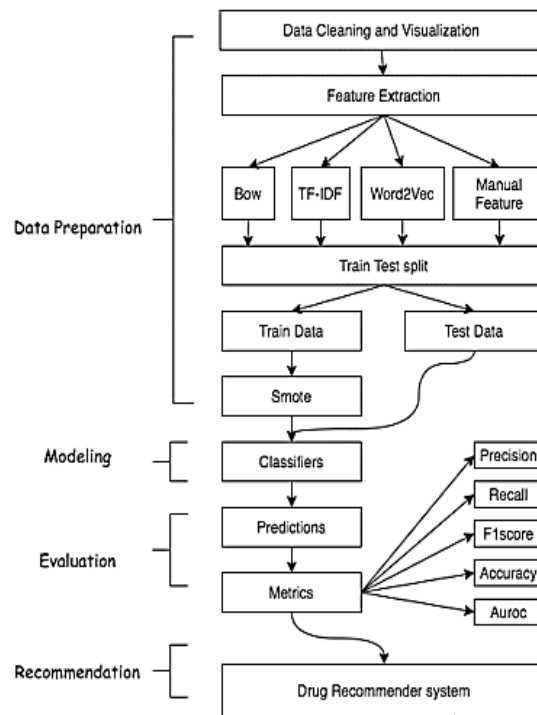 Data Cleaning and Visualization
Feature Extraction
Bow
TF-IDF
Word2Vec
Manual
Feature
Data Preparation
Train Test split
Train Data
Test Data
Smote
Modeling
Classifiers
Precision
Recall
Predictions
F1score
Evaluation
Accuracy
Metrics
Auroc
Recommendation
Drug Recommender system